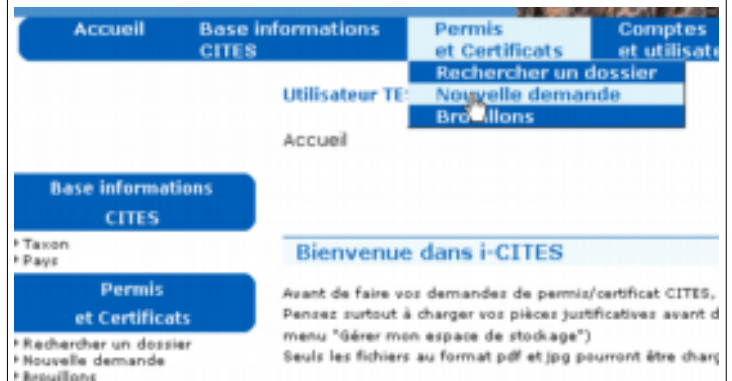 Accueil
Base informations
CITES
Permis
et Certificats
Comptes
et
Rechercher un dossier
Nouvelle demande
Brouillons
Utilisateur
Accueil
Base informations
CITES
Taxon
Pays
Permis
et Certificats
Rechercher un dossier
Nouvelle demande
Brouillons
Bienvenue dans i-CITES
Avant de faire vos demandes de permis/certificat CITES,
Pensez surtout à charger vos pièces justificatives avant
menu "Gérer mon espace de stockage")
Seuls les fichiers au format pdf et jpg pourront être